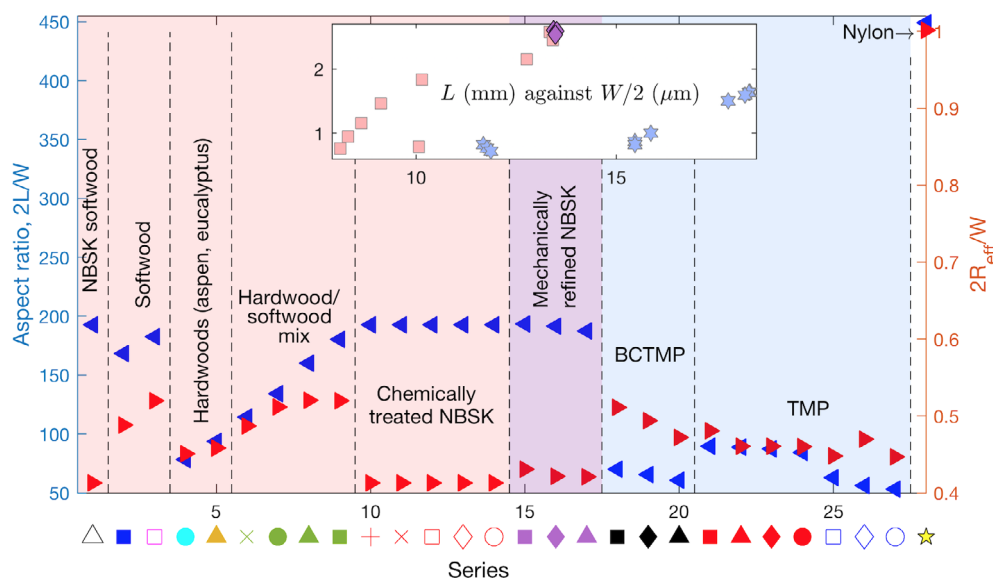 450
400
350
300
250
200
150
100
50
Aspect ratio, 2L/W
NBSK softwood
Softwood
Hardwoods (aspen, eucalyptus)
Hardwood/
softwood
mix
Chemically
treated NBSK
Mechanically
refined NBSK
BCTMP
TMP
L (mm) against W/2 (μm)
2
1
10
15
Nylon→
1
0.9
0.8
0.7
0.6
0.5
0.4
2R_eff/W
5
10
15
20
25
Series